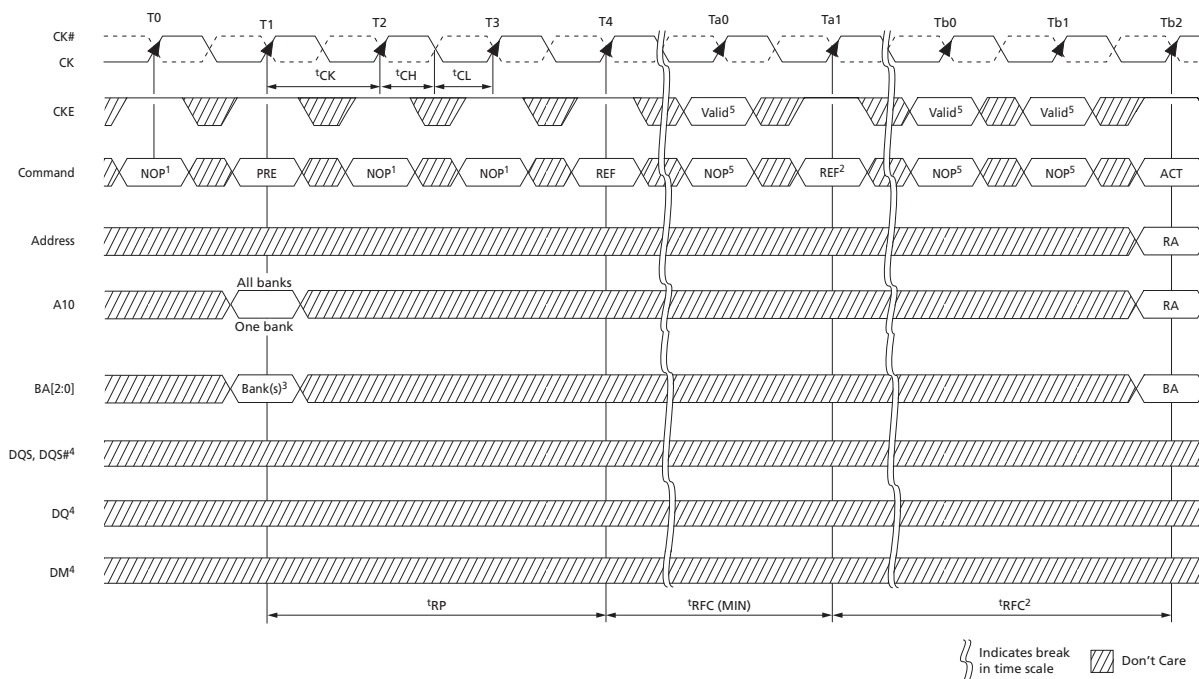 T0 T1 T2 T3 T4 Ta0 Ta1 Tb0 Tb1 Tb2
CK#
CK
tCK tCH tCL
CKE Valid5 Valid5 Valid5
Command NOP1 PRE NOP1 NOP1 REF NOP5 REF2 NOP5 NOP5 ACT
Address RA
All banks
A10 RA
One bank
BA[2:0] Bank(s)3 BA
DQS, DQS#4
DQ4
DM4
tRP tRFC (MIN) tRFC2
Indicates break
in time scale
Don't Care